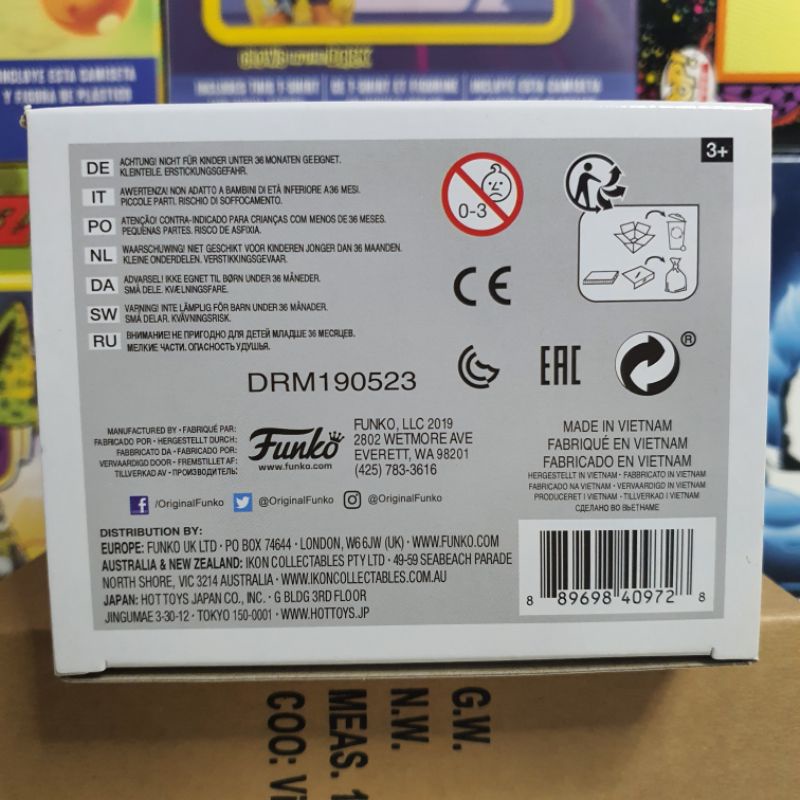 INCLUYE ESTA CAMISETA
Y FIGURA DE PLÁSTICO
3+
DE ACHTUNG! NICHT FÜR KINDER UNTER 36 MONATEN GEEIGNET.
KLEINTEILE. ERSTICKUNGSGEFAHR.
IT AWERTENZA! NON ADATTO A BAMBINI DI ETÀ INFERIORE A36 MESI.
PICCOLE PARTI. RISCHIO DI SOFFOCAMENTO.
PO ATENÇÃO! CONTRA-INDICADO PARA CRIANÇAS COM MENOS DE 36 MESES.
PEQUENAS PARTES. RISCO DE ASFIXIA.
NL WAARSCHUWING! NIET GESCHIKT VOOR KINDEREN JONGER DAN 36 MAANDEN.
KLEINE ONDERDELEN. VERSTIKKINGSGEVAAR.
DA ADVARSEL! IKKE EGNET TIL BØRN UNDER 36 MÅNEDER.
SMÅ DELE. KVÆLNINGSFARE.
SW VARNING! INTE LÄMPLIG FÖR BARN UNDER 36 MÅNADER.
SMÅ DELAR. KVÄVNINGSRISK.
RU ВНИМАНИЕ! НЕ ПРИГОДНО ДЛЯ ДЕТЕЙ МЛАДШЕ 36 МЕСЯЦЕВ.
МЕЛКИЕ ЧАСТИ. ОПАСНОСТЬ УДУШЬЯ.
0-3
CE
EAC
®
DRM190523
MANUFACTURED BY • FABRIQUÉ PAR:
FABRICADO POR • HERGESTELLT DURCH:
FABBRICATO DA • FABRICADO POR:
VERVAARDIGD DOOR • FREMSTILLET AF:
TILLVERKAD AV • ПРОИЗВОДИТЕЛЬ:
Funko
www.funko.com
FUNKO, LLC 2019
2802 WETMORE AVE
EVERETT, WA 98201
(425) 783-3616
MADE IN VIETNAM
FABRIQUÉ EN VIETNAM
FABRICADO EN VIETNAM
HERGESTELLT IN VIETNAM • FABBRICATO IN VIETNAM
FABRICADO NA VIETNAM • VERVAARDIGD IN VIETNAM
PRODUCERET I VIETNAM • TILLVERKAD I VIETNAM
СДЕЛАНО ВО ВЬЕТНАМЕ
f /OriginalFunko @OriginalFunko @OriginalFunko
DISTRIBUTION BY:
EUROPE: FUNKO UK LTD • PO BOX 74644 • LONDON, W6 6JW (UK) • WWW.FUNKO.COM
AUSTRALIA & NEW ZEALAND: IKON COLLECTABLES PTY LTD • 49-59 SEABEACH PARADE
NORTH SHORE, VIC 3214 AUSTRALIA • WWW.IKONCOLLECTABLES.COM.AU
JAPAN: HOT TOYS JAPAN CO., INC. • G BLDG 3RD FLOOR
JINGUMAE 3-30-12 • TOKYO 150-0001 • WWW.HOTTOYS.JP
8 89698 40972 8
G.W.
N.W.
MEAS. 1
COO: Vi